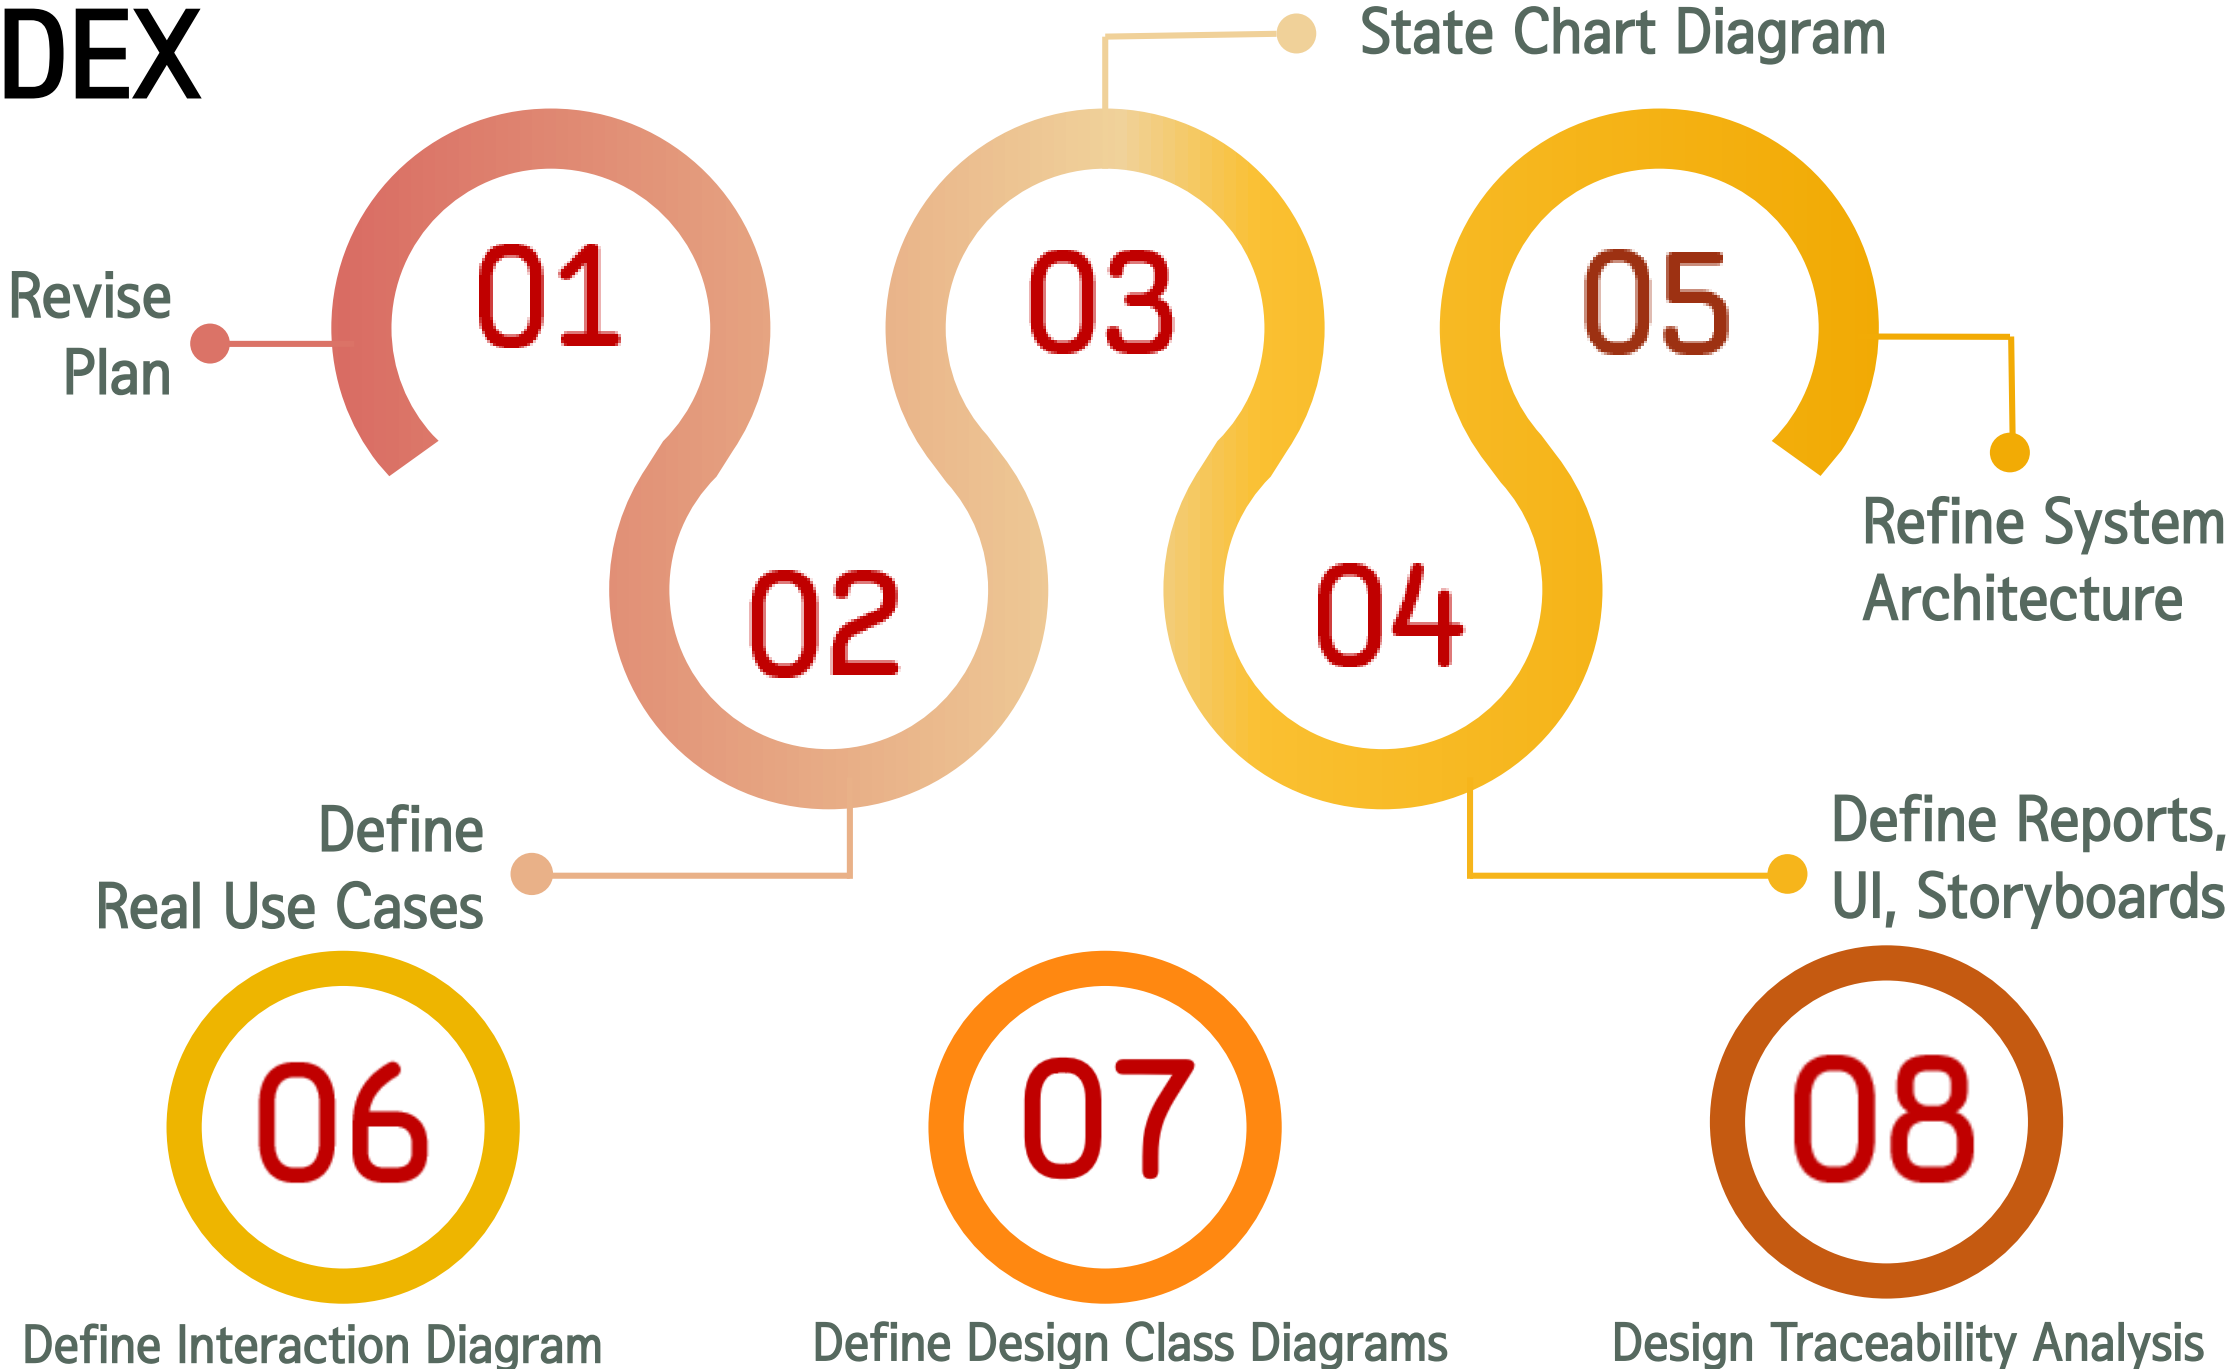 DEX
State Chart Diagram
01
03
05
Revise
Plan
Refine System
Architecture
02
04
Define
Real Use Cases
Define Reports,
UI, Storyboards
06
07
08
Define Interaction Diagram
Define Design Class Diagrams
Design Traceability Analysis